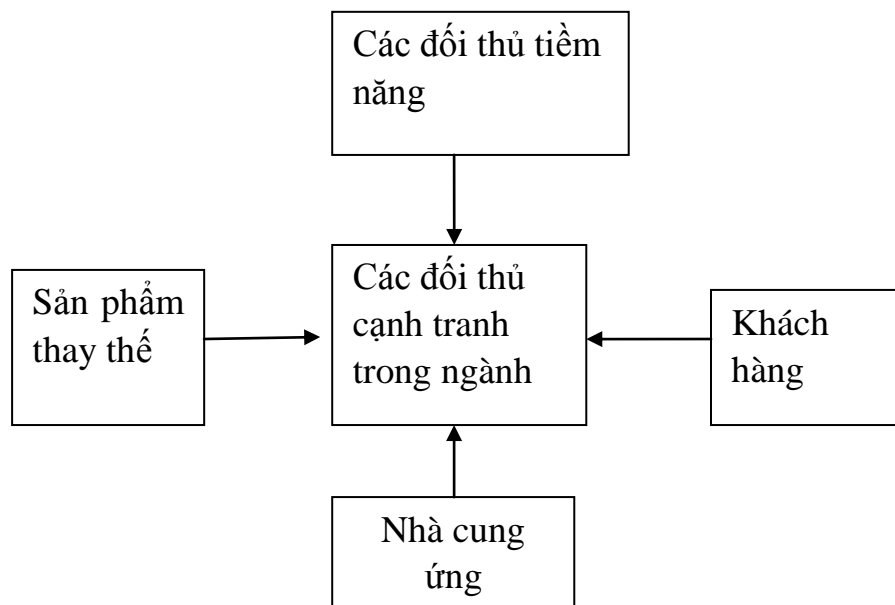 Các đối thủ tiềm
năng
Các đối thủ
cạnh tranh
trong ngành
Sản phẩm
thay thế
Khách
hàng
Nhà cung
ứng